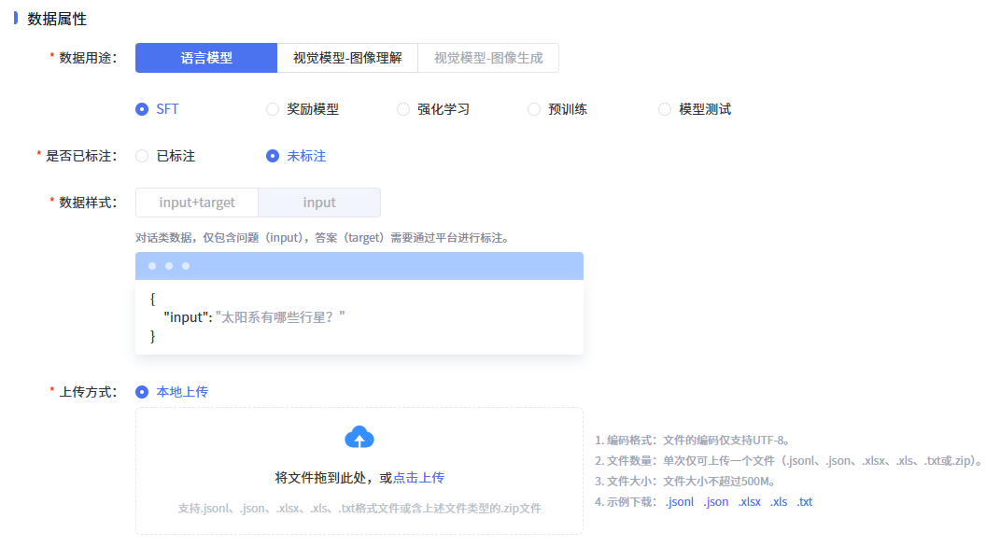 数据属性
* 数据用途： 语言模型 视觉模型-图像理解 视觉模型-图像生成
SFT 奖励模型 强化学习 预训练 模型测试
* 是否已标注： 已标注 未标注
* 数据样式： input+target input
对话类数据，仅包含问题（input），答案（target）需要通过平台进行标注。
{
"input": "太阳系有哪些行星？"
}
* 上传方式： 本地上传
将文件拖到此处，或点击上传
支持.jsonl、.json、.xlsx、.xls、.txt格式文件或含上述文件类型的.zip文件
1. 编码格式：文件的编码仅支持UTF-8。
2. 文件数量：单次仅可上传一个文件（.jsonl、.json、.xlsx、.xls、.txt或.zip）。
3. 文件大小：文件大小不超过500M。
4. 示例下载： .jsonl .json .xlsx .xls .txt